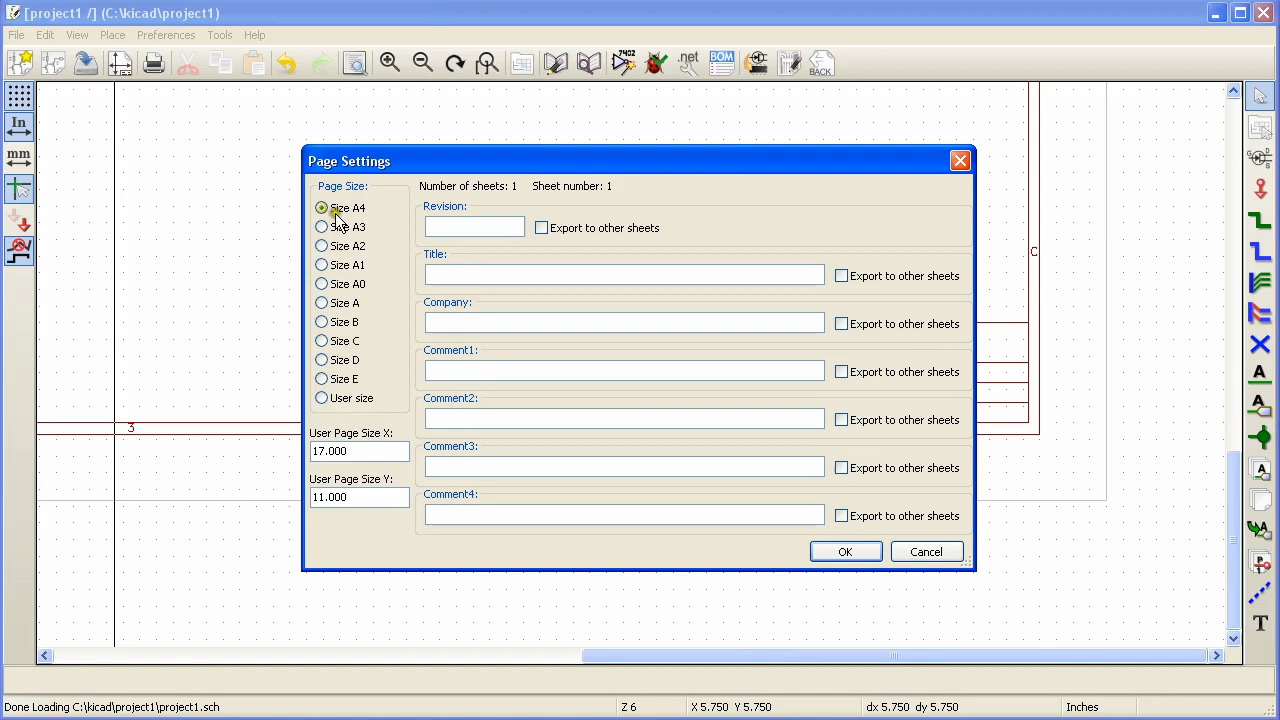 [project1 /] (C:\kicad\project1)
File Edit View Place Preferences Tools Help
7402
.net
BOM
BACK
In
mm
C
3
Page Settings
Page Size:
Size A4
Size A3
Size A2
Size A1
Size A0
Size A
Size B
Size C
Size D
Size E
User size
User Page Size X:
17.000
User Page Size Y:
11.000
Number of sheets: 1 Sheet number: 1
Revision:
Export to other sheets
Title:
Export to other sheets
Company:
Export to other sheets
Comment1:
Export to other sheets
Comment2:
Export to other sheets
Comment3:
Export to other sheets
Comment4:
Export to other sheets
OK Cancel
A
A
A
A
T
Done Loading C:\kicad\project1\project1.sch Z 6 X 5.750 Y 5.750 dx 5.750 dy 5.750 Inches